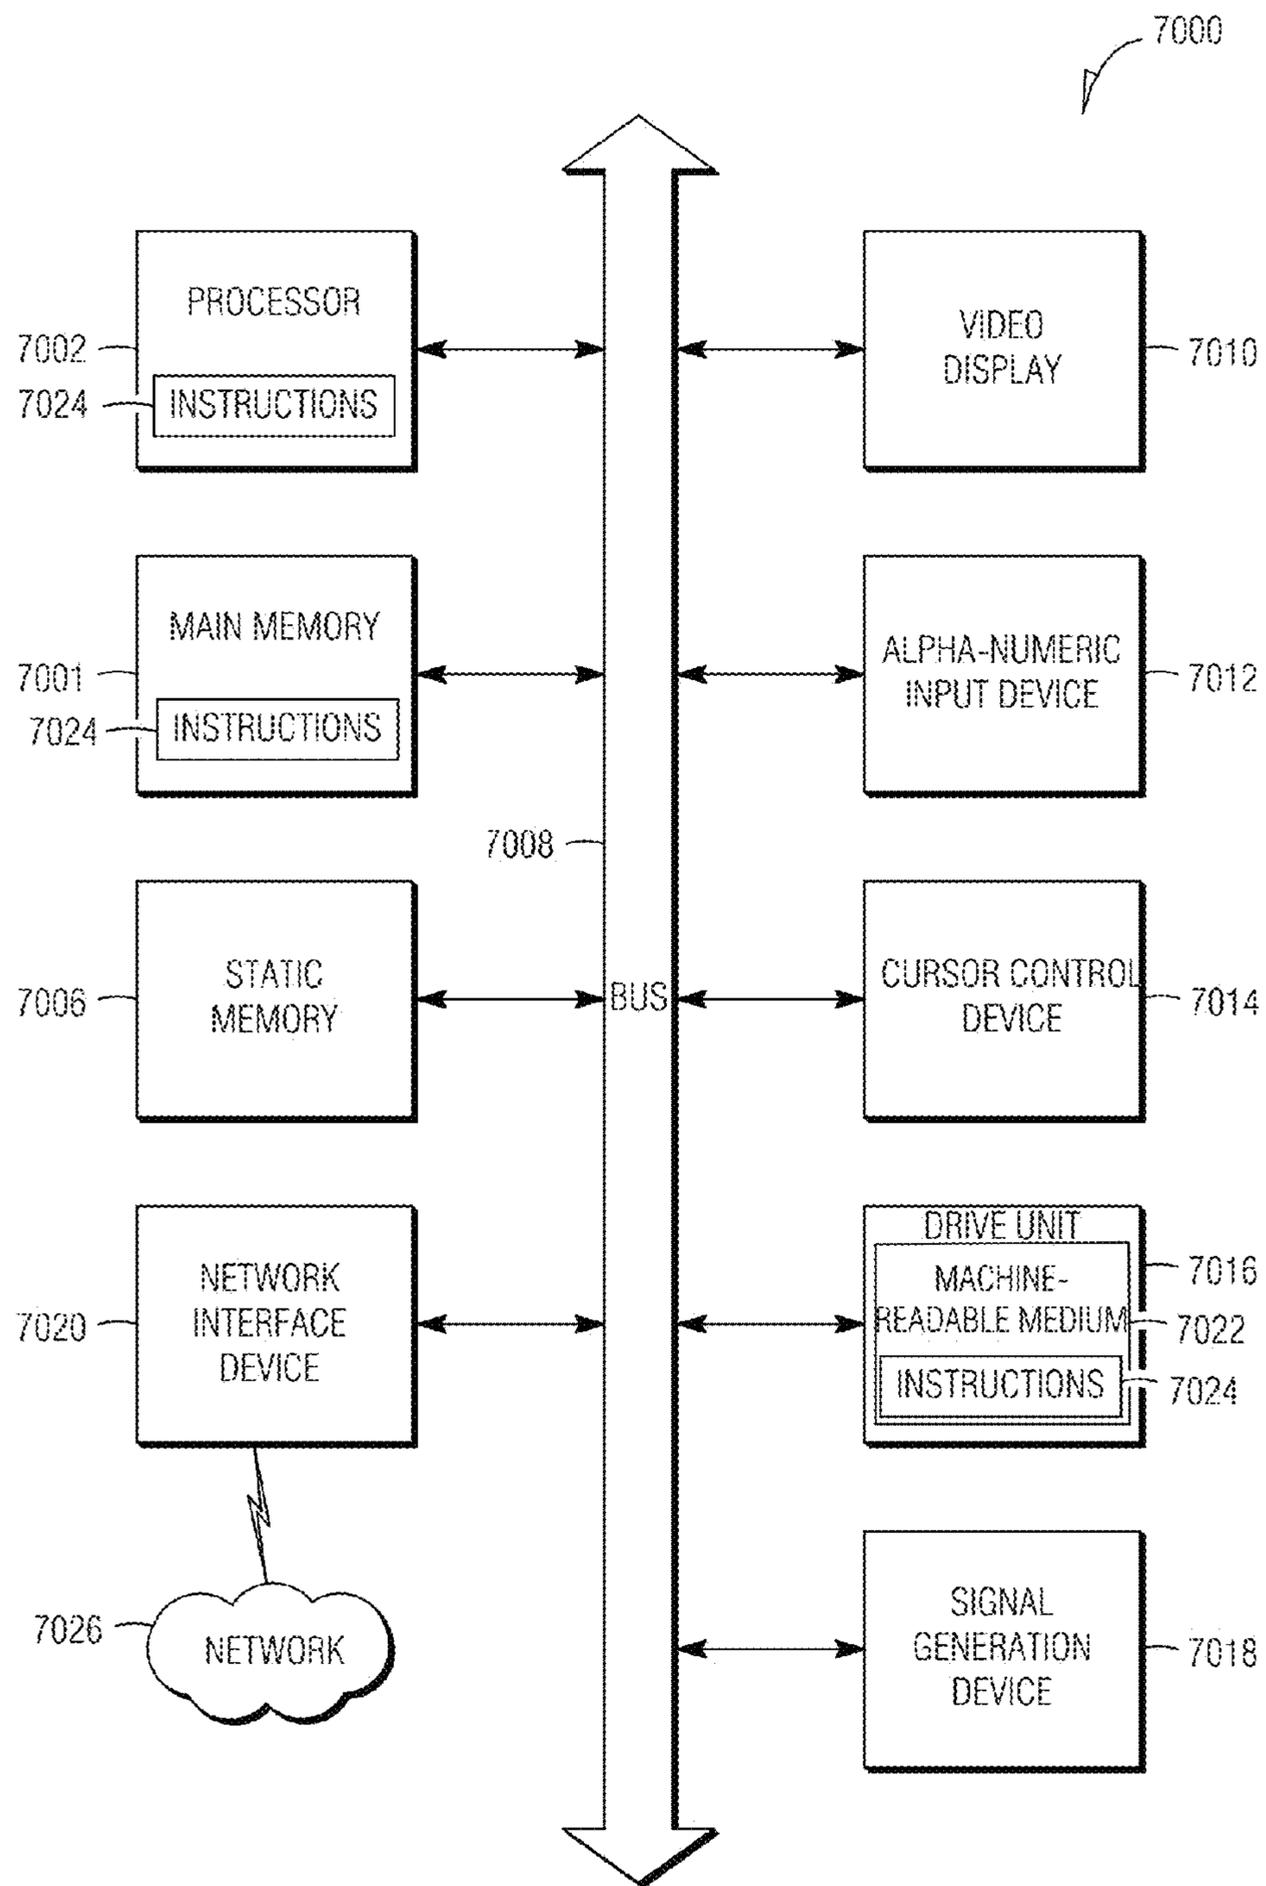 7000
PROCESSOR
7002
7024
INSTRUCTIONS
MAIN MEMORY
7001
7024
INSTRUCTIONS
7008
STATIC
MEMORY
7006
BUS
NETWORK
INTERFACE
DEVICE
7020
7026
NETWORK
VIDEO
DISPLAY
7010
ALPHA-NUMERIC
INPUT DEVICE
7012
CURSOR CONTROL
DEVICE
7014
DRIVE UNIT
7016
MACHINE-
READABLE MEDIUM
7022
INSTRUCTIONS
7024
SIGNAL
GENERATION
DEVICE
7018